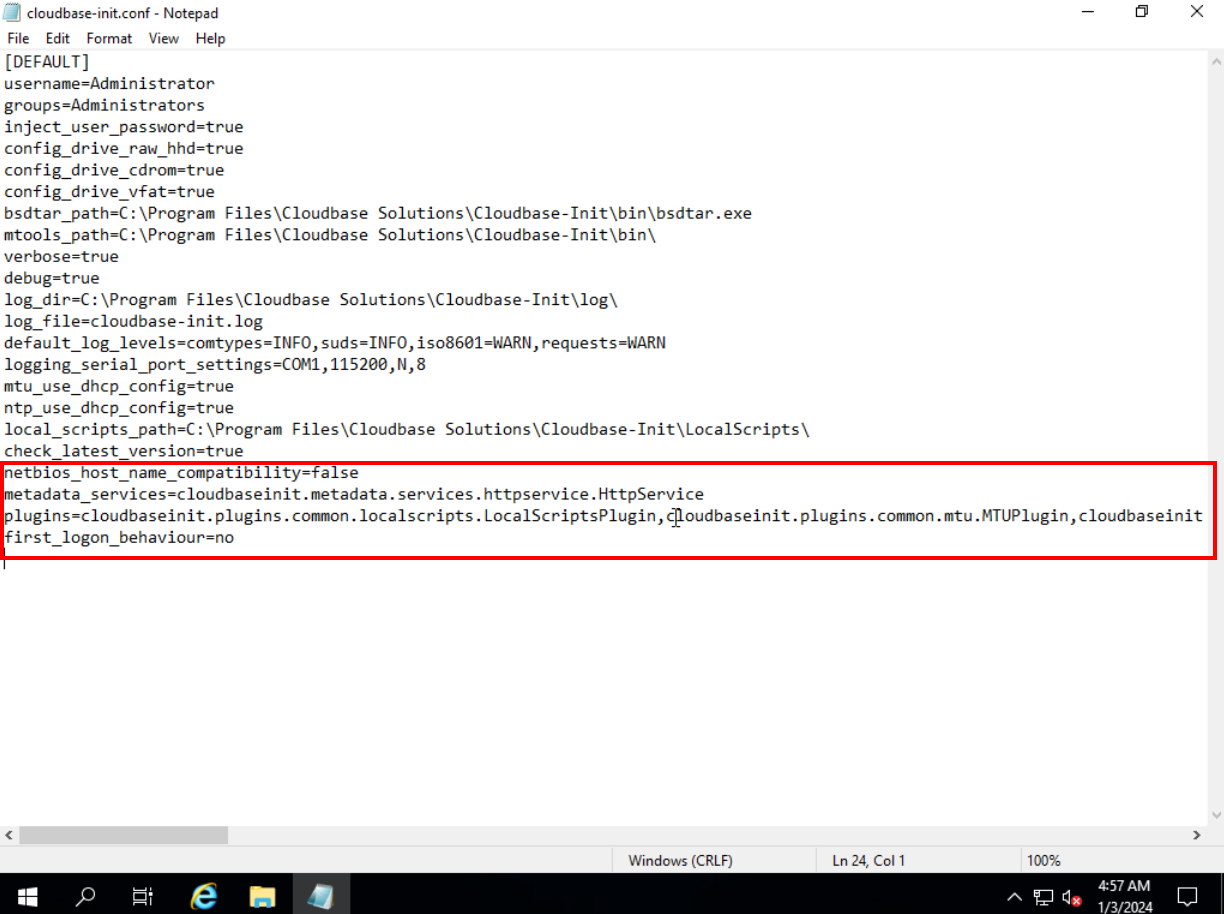 cloudbase-init.conf - Notepad
File Edit Format View Help
[DEFAULT]
username=Administrator
groups=Administrators
inject_user_password=true
config_drive_raw_hhd=true
config_drive_cdrom=true
config_drive_vfat=true
bsdtar_path=C:\Program Files\Cloudbase Solutions\Cloudbase-Init\bin\bsdtar.exe
mtools_path=C:\Program Files\Cloudbase Solutions\Cloudbase-Init\bin\
verbose=true
debug=true
log_dir=C:\Program Files\Cloudbase Solutions\Cloudbase-Init\log\
log_file=cloudbase-init.log
default_log_levels=comtypes=INFO,suds=INFO,iso8601=WARN,requests=WARN
logging_serial_port_settings=COM1,115200,N,8
mtu_use_dhcp_config=true
ntp_use_dhcp_config=true
local_scripts_path=C:\Program Files\Cloudbase Solutions\Cloudbase-Init\LocalScripts\
check_latest_version=true
netbios_host_name_compatibility=false
metadata_services=cloudbaseinit.metadata.services.httpservice.HttpService
plugins=cloudbaseinit.plugins.common.localscripts.LocalScriptsPlugin,cloudbaseinit.plugins.common.mtu.MTUPlugin,cloudbaseinit
first_logon_behaviour=no
Windows (CRLF) Ln 24, Col 1 100%
4:57 AM
1/3/2024